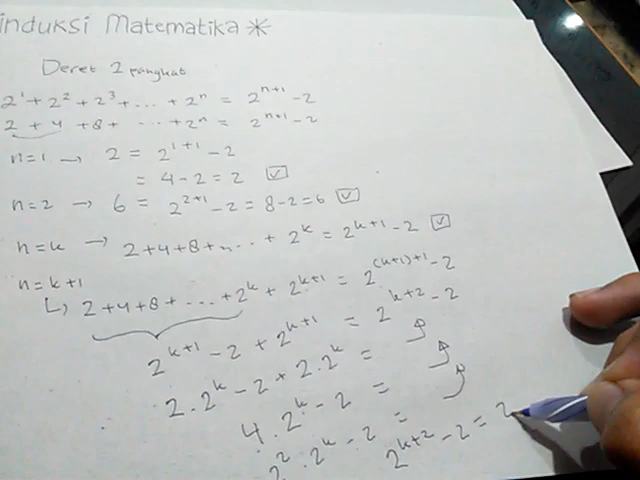 induksi Matematika *
Deret 2 pangkat
2¹ + 2² + 2³ + ... + 2ⁿ = 2ⁿ⁺¹ - 2
2 + 4 + 8 + ... + 2ⁿ = 2ⁿ⁺¹ - 2
n=1 → 2 = 2¹⁺¹ - 2
= 4 - 2 = 2 ☑
n=2 → 6 = 2²⁺¹ - 2 = 8 - 2 = 6 ☑
n=k → 2+4+8+ ... + 2ᵏ = 2ᵏ⁺¹ - 2 ☑
n=k+1
↳ 2+4+8+ ... + 2ᵏ + 2ᵏ⁺¹ = 2⁽ᵏ⁺¹⁾⁺¹ - 2
2ᵏ⁺¹ - 2 + 2ᵏ⁺¹ = 2ᵏ⁺² - 2
2 . 2ᵏ - 2 + 2 . 2ᵏ =
4 . 2ᵏ - 2 =
2² . 2ᵏ - 2 =
2ᵏ⁺² - 2 = 2